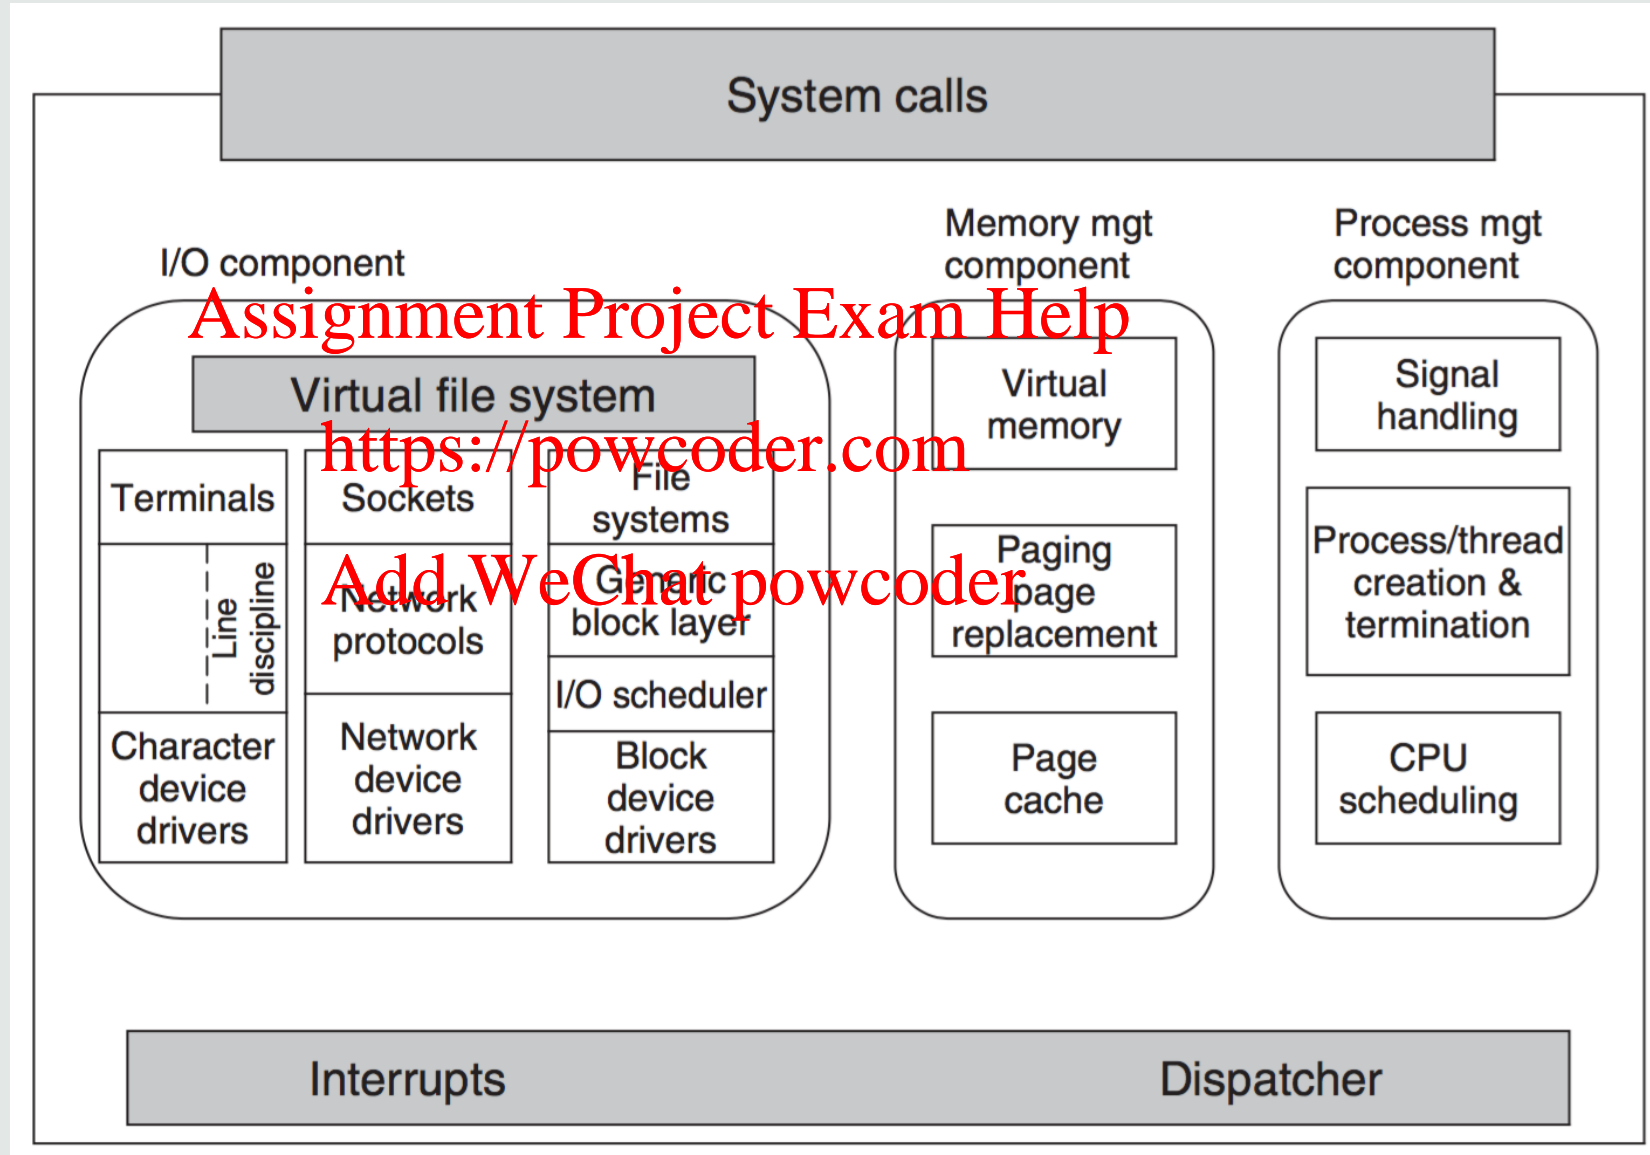 System calls
I/O component
Memory mgt
component
Process mgt
component
Assignment Project Exam Help
Virtual file system
https://powcoder.com
Add WeChat powcoder
Terminals
Line
discipline
Character
device
drivers
Sockets
Network
protocols
Network
device
drivers
File
systems
Generic
block layer
I/O scheduler
Block
device
drivers
Virtual
memory
Paging
page
replacement
Page
cache
Signal
handling
Process/thread
creation &
termination
CPU
scheduling
Interrupts
Dispatcher